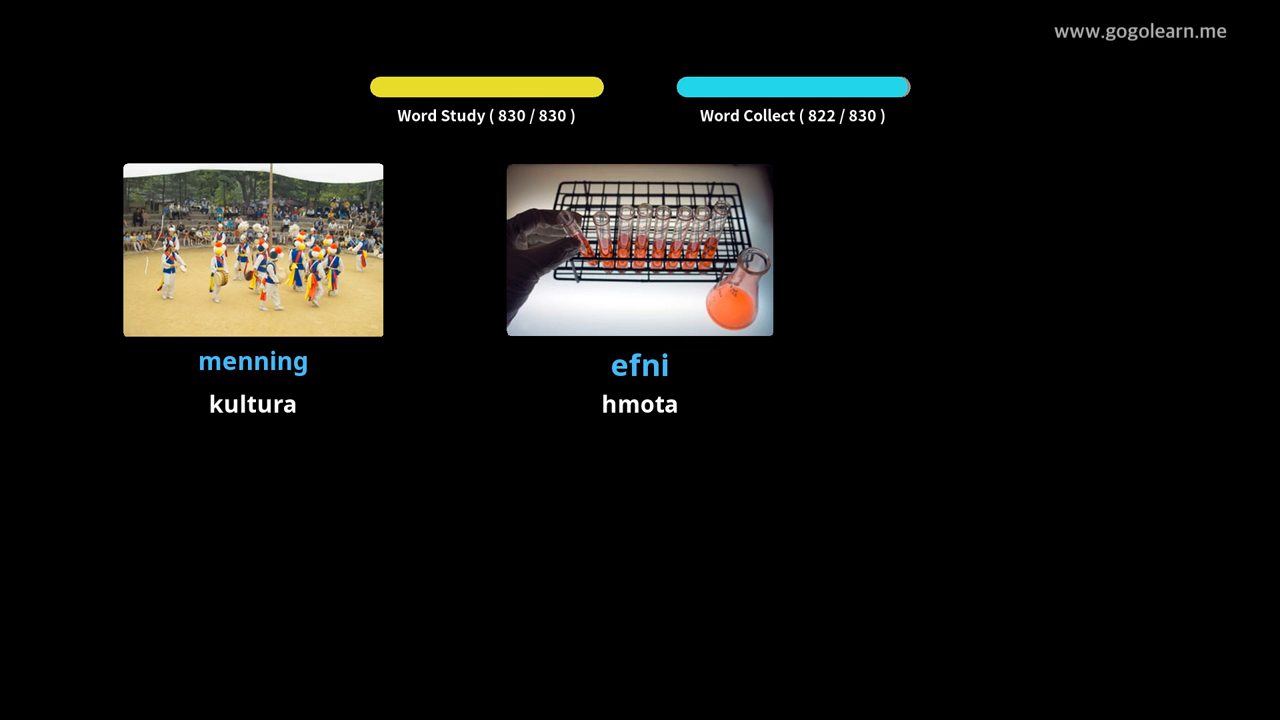 www.gogolearn.me
Word Study ( 830 / 830 )
Word Collect ( 822 / 830 )
menning
kultura
efni
hmota